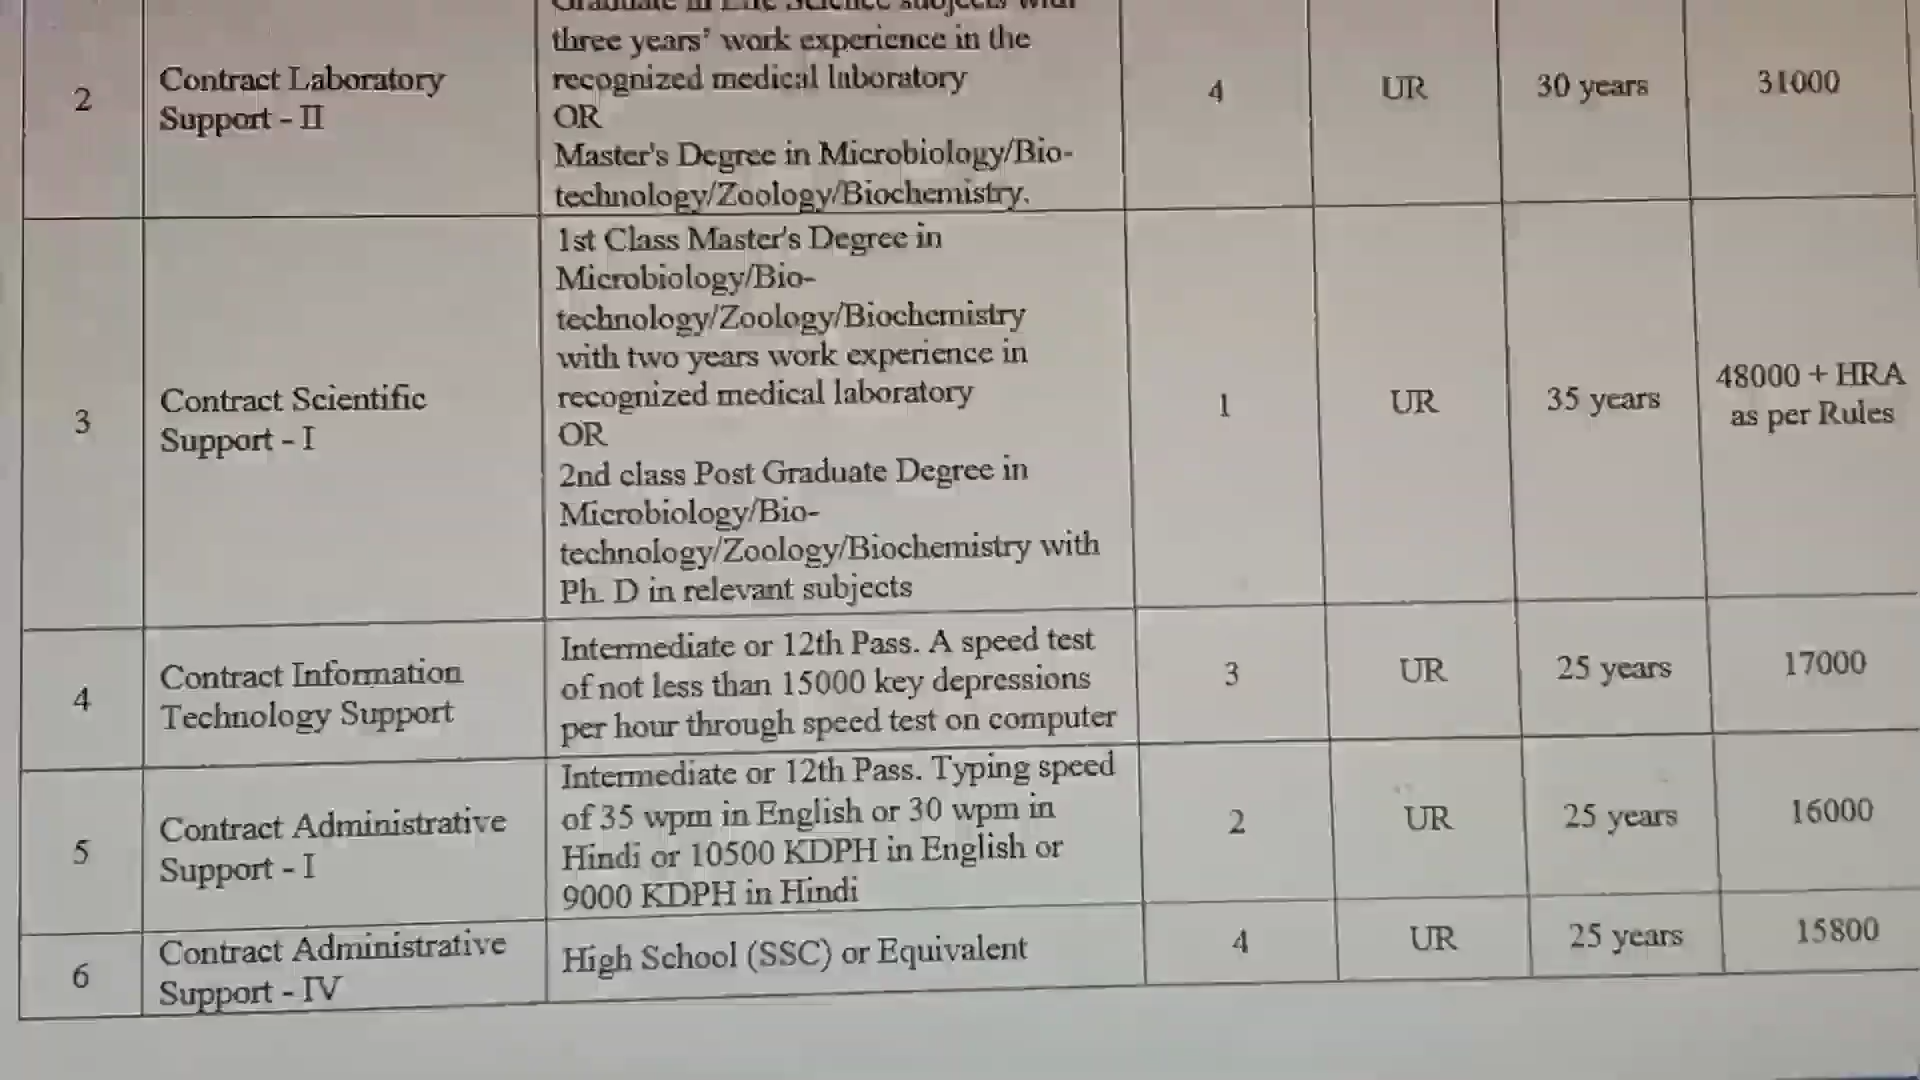 Graduate in Life Science subjects with
three years' work experience in the
recognized medical laboratory
OR
Master's Degree in Microbiology/Bio-
technology/Zoology/Biochemistry.
2
Contract Laboratory
Support - II
4
UR
30 years
31000
3
Contract Scientific
Support - I
1st Class Master's Degree in
Microbiology/Bio-
technology/Zoology/Biochemistry
with two years work experience in
recognized medical laboratory
OR
2nd class Post Graduate Degree in
Microbiology/Bio-
technology/Zoology/Biochemistry with
Ph. D in relevant subjects
1
UR
35 years
48000 + HRA
as per Rules
4
Contract Information
Technology Support
Intermediate or 12th Pass. A speed test
of not less than 15000 key depressions
per hour through speed test on computer
3
UR
25 years
17000
5
Contract Administrative
Support - I
Intermediate or 12th Pass. Typing speed
of 35 wpm in English or 30 wpm in
Hindi or 10500 KDPH in English or
9000 KDPH in Hindi
2
UR
25 years
16000
6
Contract Administrative
Support - IV
High School (SSC) or Equivalent
4
UR
25 years
15800